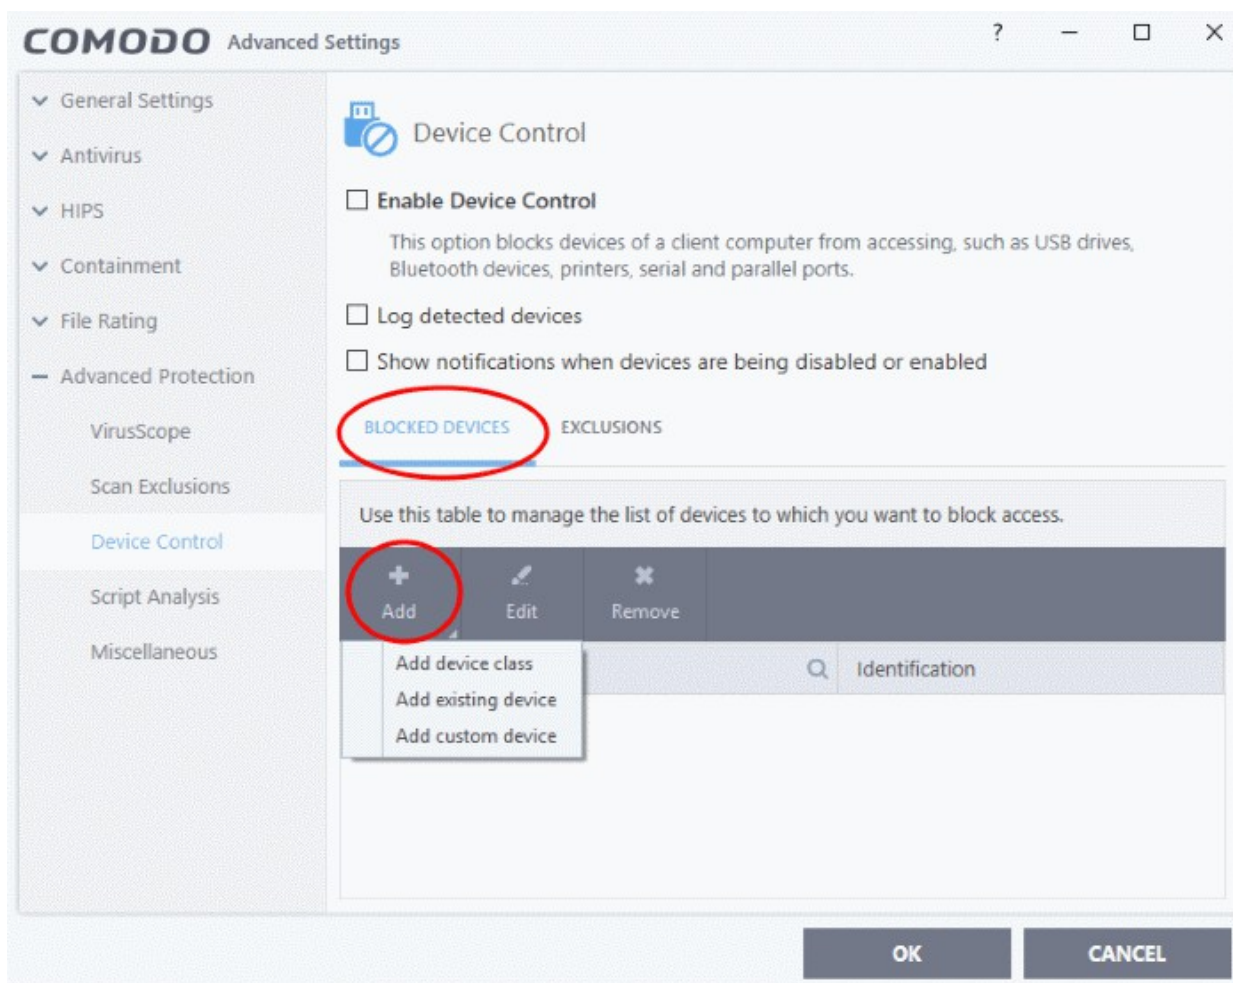 COMODO Advanced Settings ?
General Settings
Antivirus
HIPS
Containment
File Rating
Advanced Protection
VirusScope
Scan Exclusions
Device Control
Script Analysis
Miscellaneous
Device Control
Enable Device Control
This option blocks devices of a client computer from accessing, such as USB drives,
Bluetooth devices, printers, serial and parallel ports.
Log detected devices
Show notifications when devices are being disabled or enabled
BLOCKED DEVICES EXCLUSIONS
Use this table to manage the list of devices to which you want to block access.
Add Edit Remove
Add device class
Add existing device
Add custom device
Identification
OK CANCEL